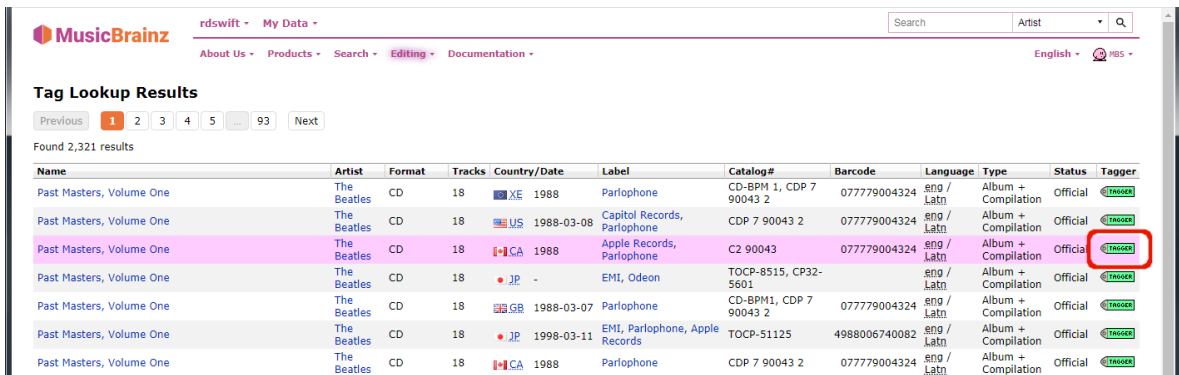 MusicBrainz
rdswift ▾ My Data ▾
Search Artist
About Us ▾ Products ▾ Search ▾ Editing ▾ Documentation ▾ English ▾ MBS ▾
Tag Lookup Results
Previous 1 2 3 4 5 ... 93 Next
Found 2,321 results
Name Artist Format Tracks Country/Date Label Catalog# Barcode Language Type Status Tagger
Past Masters, Volume One The Beatles CD 18 XE 1988 Parlophone CD-BPM 1, CDP 7 90043 2 077779004324 eng / Latn Album + Compilation Official TAGGER
Past Masters, Volume One The Beatles CD 18 US 1988-03-08 Capitol Records, Parlophone CDP 7 90043 2 077779004324 eng / Latn Album + Compilation Official TAGGER
Past Masters, Volume One The Beatles CD 18 CA 1988 Apple Records, Parlophone C2 90043 077779004324 eng / Latn Album + Compilation Official TAGGER
Past Masters, Volume One The Beatles CD 18 JP - EMI, Odeon TOCP-8515, CP32-5601 eng / Latn Album + Compilation Official TAGGER
Past Masters, Volume One The Beatles CD 18 GB 1988-03-07 Parlophone CD-BPM1, CDP 7 90043 2 077779004324 eng / Latn Album + Compilation Official TAGGER
Past Masters, Volume One The Beatles CD 18 JP 1998-03-11 EMI, Parlophone, Apple Records TOCP-51125 4988006740082 eng / Latn Album + Compilation Official TAGGER
Past Masters, Volume One The Beatles CD 18 CA 1988 Parlophone CDP 7 90043 2 077779004324 eng / Latn Album + Compilation Official TAGGER